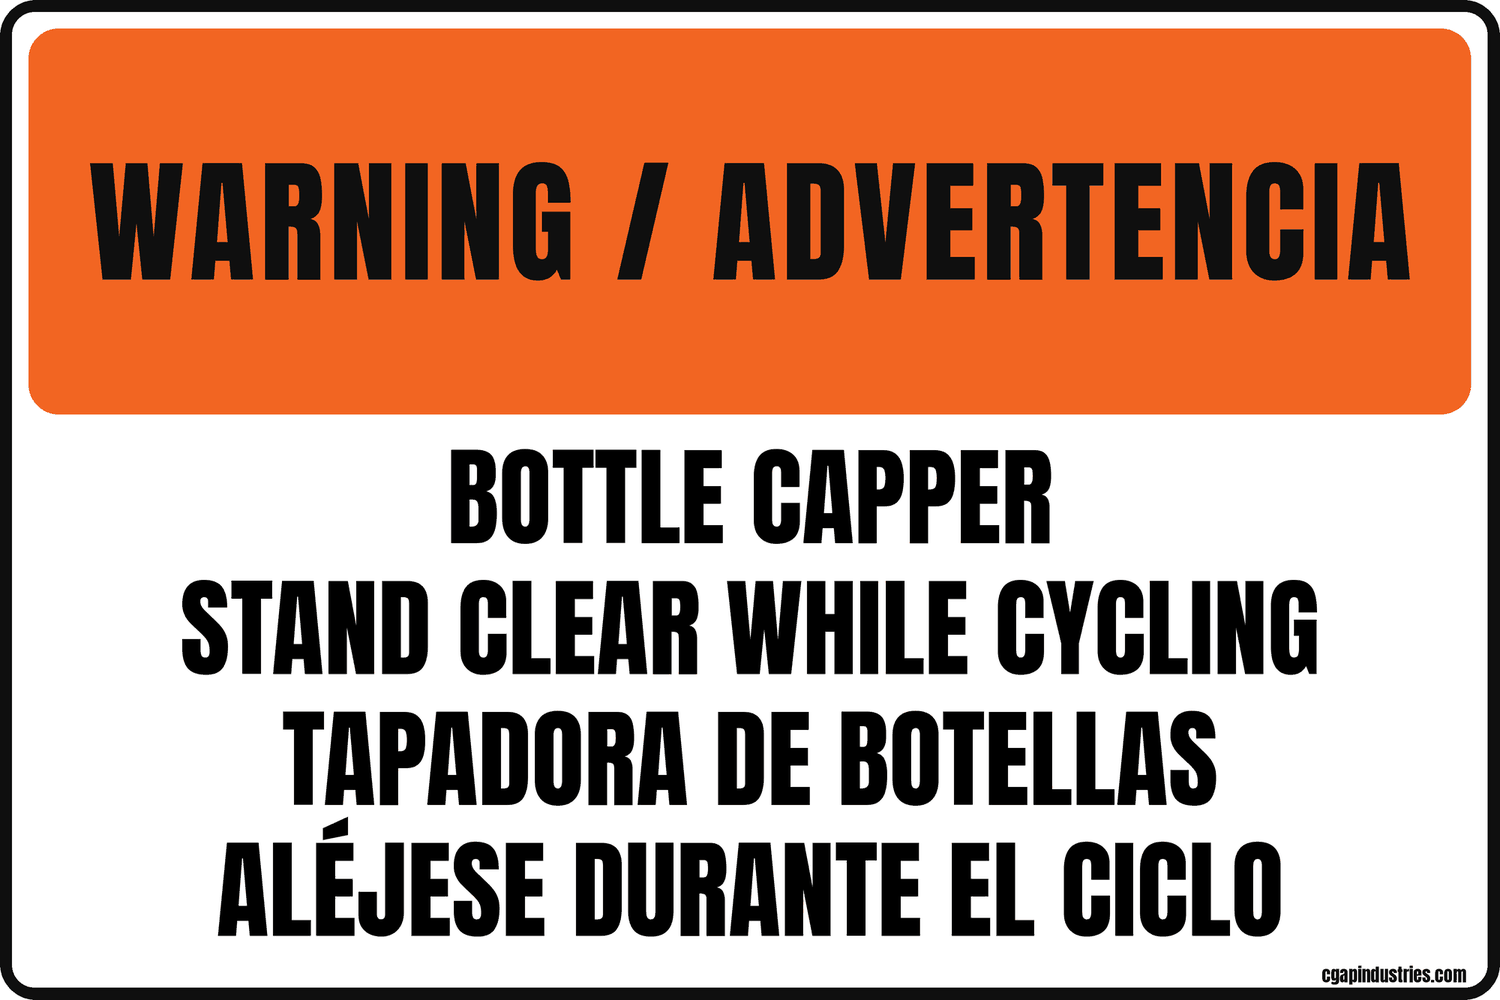 WARNING / ADVERTENCIA
BOTTLE CAPPER
STAND CLEAR WHILE CYCLING
TAPADORA DE BOTELLAS
ALÉJESE DURANTE EL CICLO
cgapindustries.com